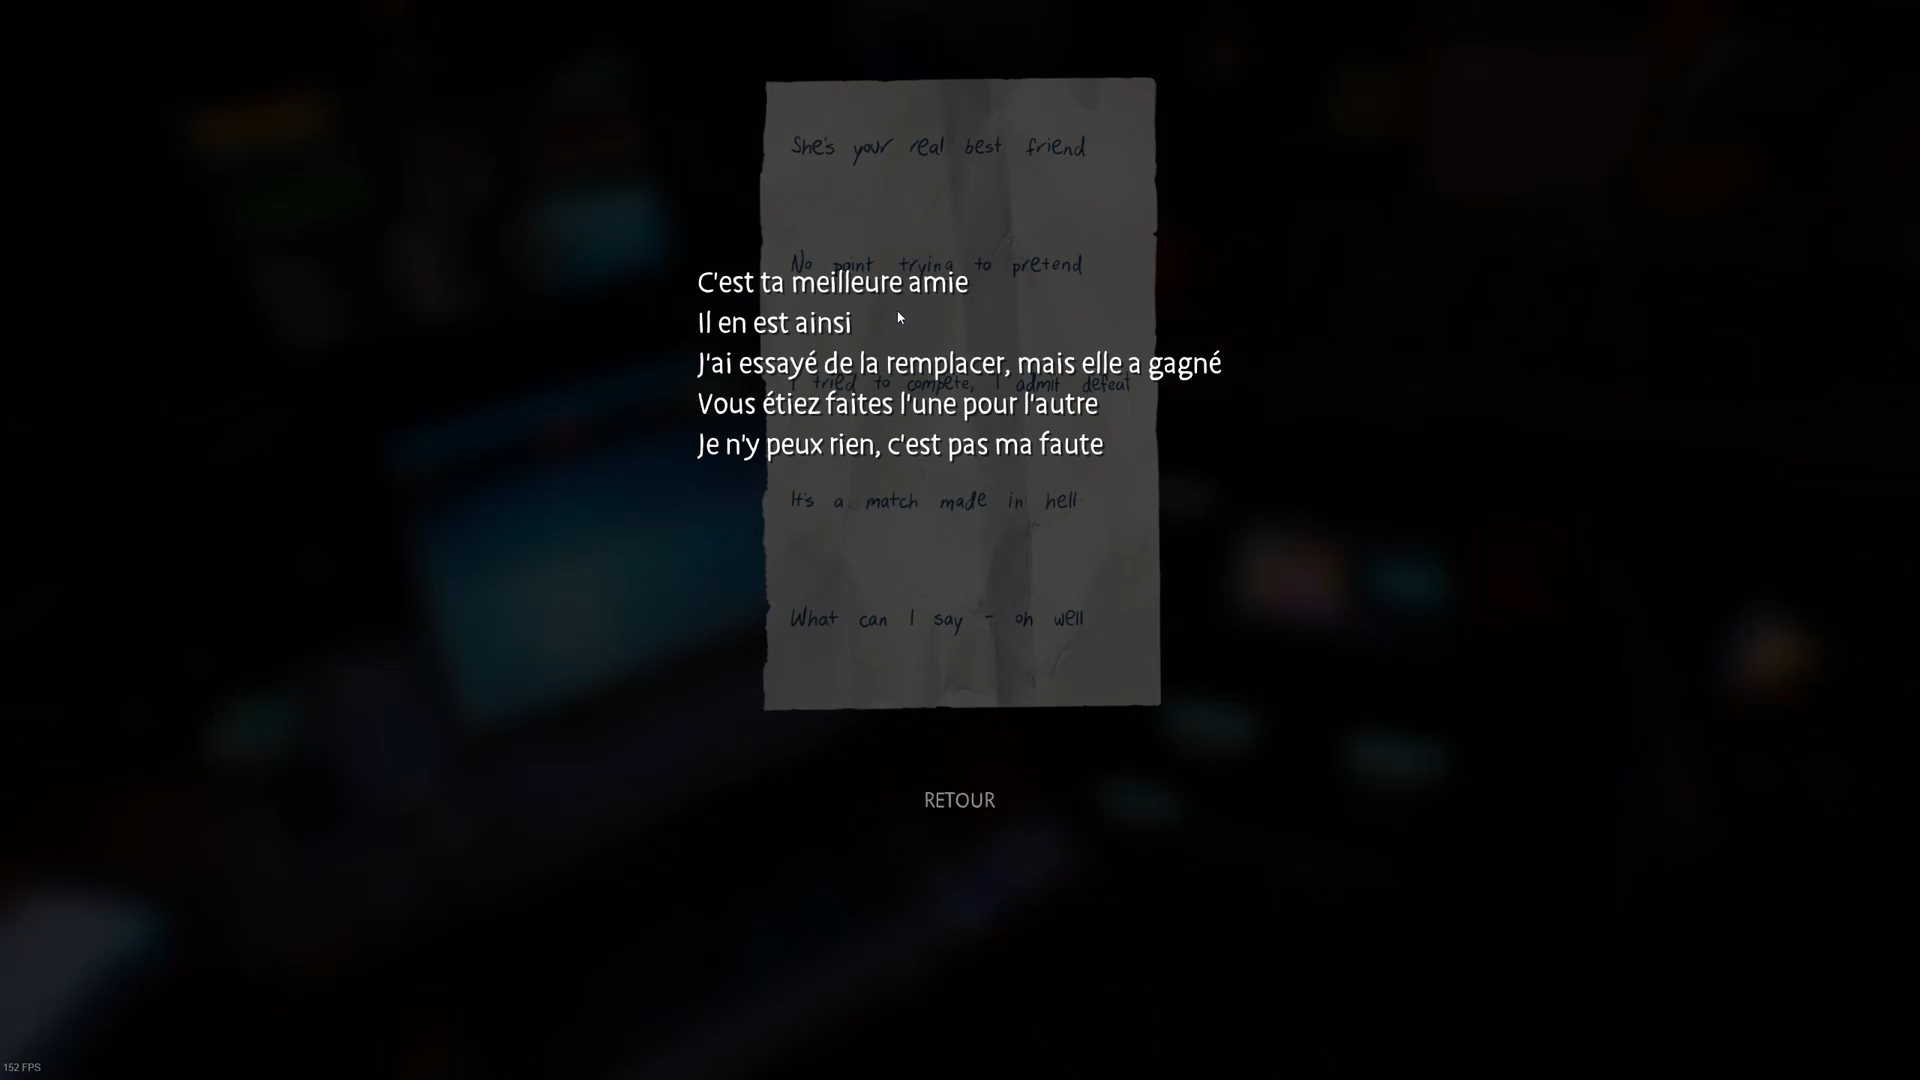 She's your real best friend
No point trying to pretend
C'est ta meilleure amie
Il en est ainsi
J'ai essayé de la remplacer, mais elle a gagné
I tried to compete, I admit defeat
Vous étiez faites l'une pour l'autre
Je n'y peux rien, c'est pas ma faute
It's a match made in hell
What can I say - oh well
RETOUR
152 FPS